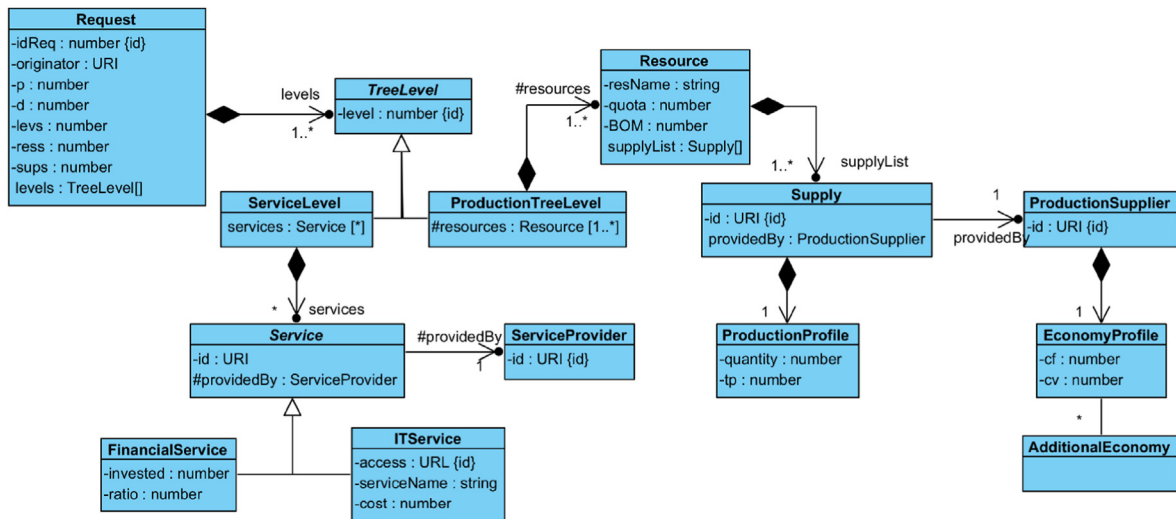 Request
-idReq : number {id}
-originator : URI
-p : number
-d : number
-levs : number
-ress : number
-sups : number
levels : TreeLevel[]
levels
1..*
TreeLevel
-level : number {id}
#resources
1..*
Resource
-resName : string
-quota : number
-BOM : number
supplyList : Supply[]
1..*
supplyList
ServiceLevel
services : Service [*]
ProductionTreeLevel
#resources : Resource [1..*]
Supply
-id : URI {id}
providedBy : ProductionSupplier
1
providedBy
ProductionSupplier
-id : URI {id}
*
services
Service
-id : URI
#providedBy : ServiceProvider
#providedBy
1
ServiceProvider
-id : URI {id}
1
ProductionProfile
-quantity : number
-tp : number
1
EconomyProfile
-cf : number
-cv : number
*
AdditionalEconomy
FinancialService
-invested : number
-ratio : number
ITService
-access : URL {id}
-serviceName : string
-cost : number